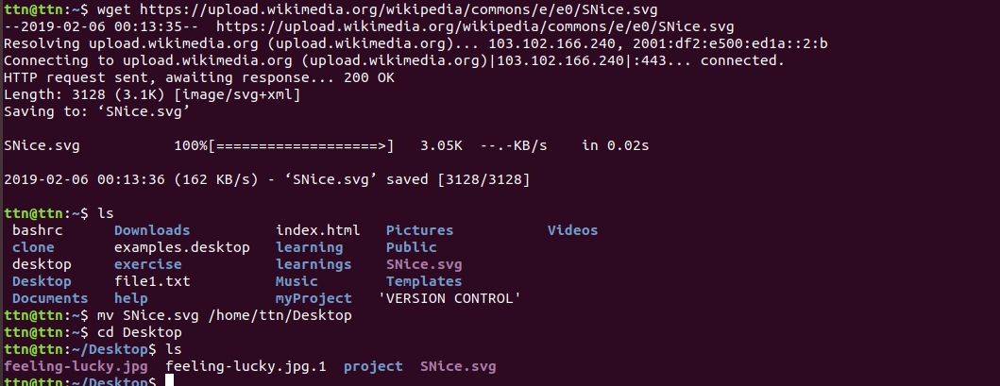 ttn@ttn:~$ wget https://upload.wikimedia.org/wikipedia/commons/e/e0/SNice.svg
--2019-02-06 00:13:35-- https://upload.wikimedia.org/wikipedia/commons/e/e0/SNice.svg
Resolving upload.wikimedia.org (upload.wikimedia.org)... 103.102.166.240, 2001:df2:e500:ed1a::2:b
Connecting to upload.wikimedia.org (upload.wikimedia.org)|103.102.166.240|:443... connected.
HTTP request sent, awaiting response... 200 OK
Length: 3128 (3.1K) [image/svg+xml]
Saving to: ‘SNice.svg’
SNice.svg 100%[===================>] 3.05K --.-KB/s in 0.02s
2019-02-06 00:13:36 (162 KB/s) - ‘SNice.svg’ saved [3128/3128]
ttn@ttn:~$ ls
bashrc Downloads index.html Pictures Videos
clone examples.desktop learning Public
desktop exercise learnings SNice.svg
Desktop file1.txt Music Templates
Documents help myProject 'VERSION CONTROL'
ttn@ttn:~$ mv SNice.svg /home/ttn/Desktop
ttn@ttn:~$ cd Desktop
ttn@ttn:~/Desktop$ ls
feeling-lucky.jpg feeling-lucky.jpg.1 project SNice.svg
ttn@ttn:~/Desktop$